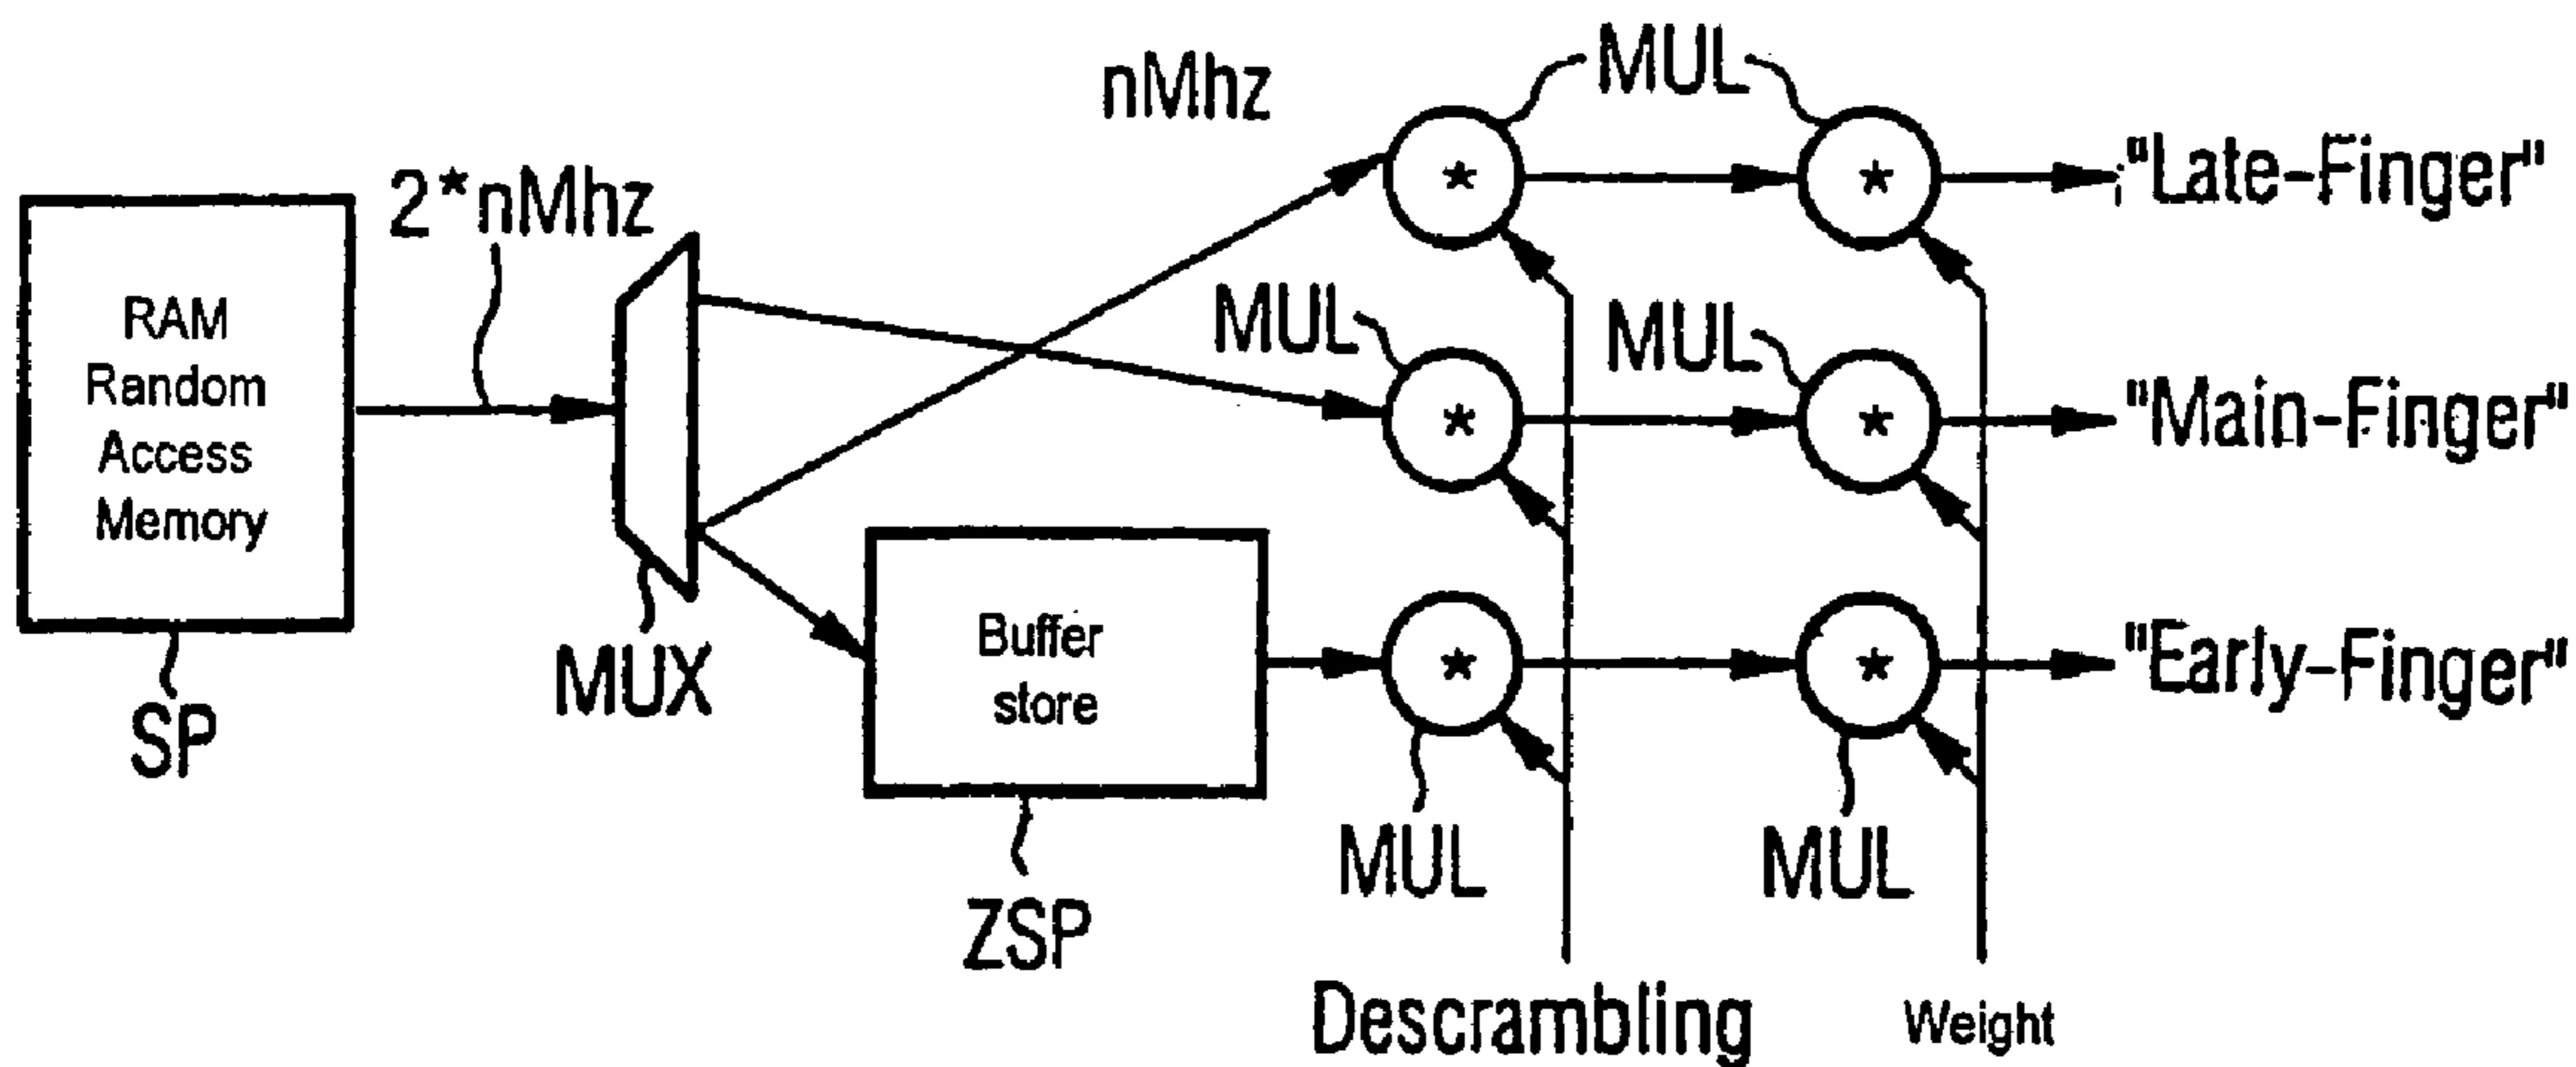 nMhz
MUL
2*nMhz
RAM
Random
Access
Memory
SP
MUX
MUL
MUL
* *
"Late-Finger"
* *
"Main-Finger"
Buffer
store
ZSP
* *
"Early-Finger"
MUL
MUL
Descrambling
Weight